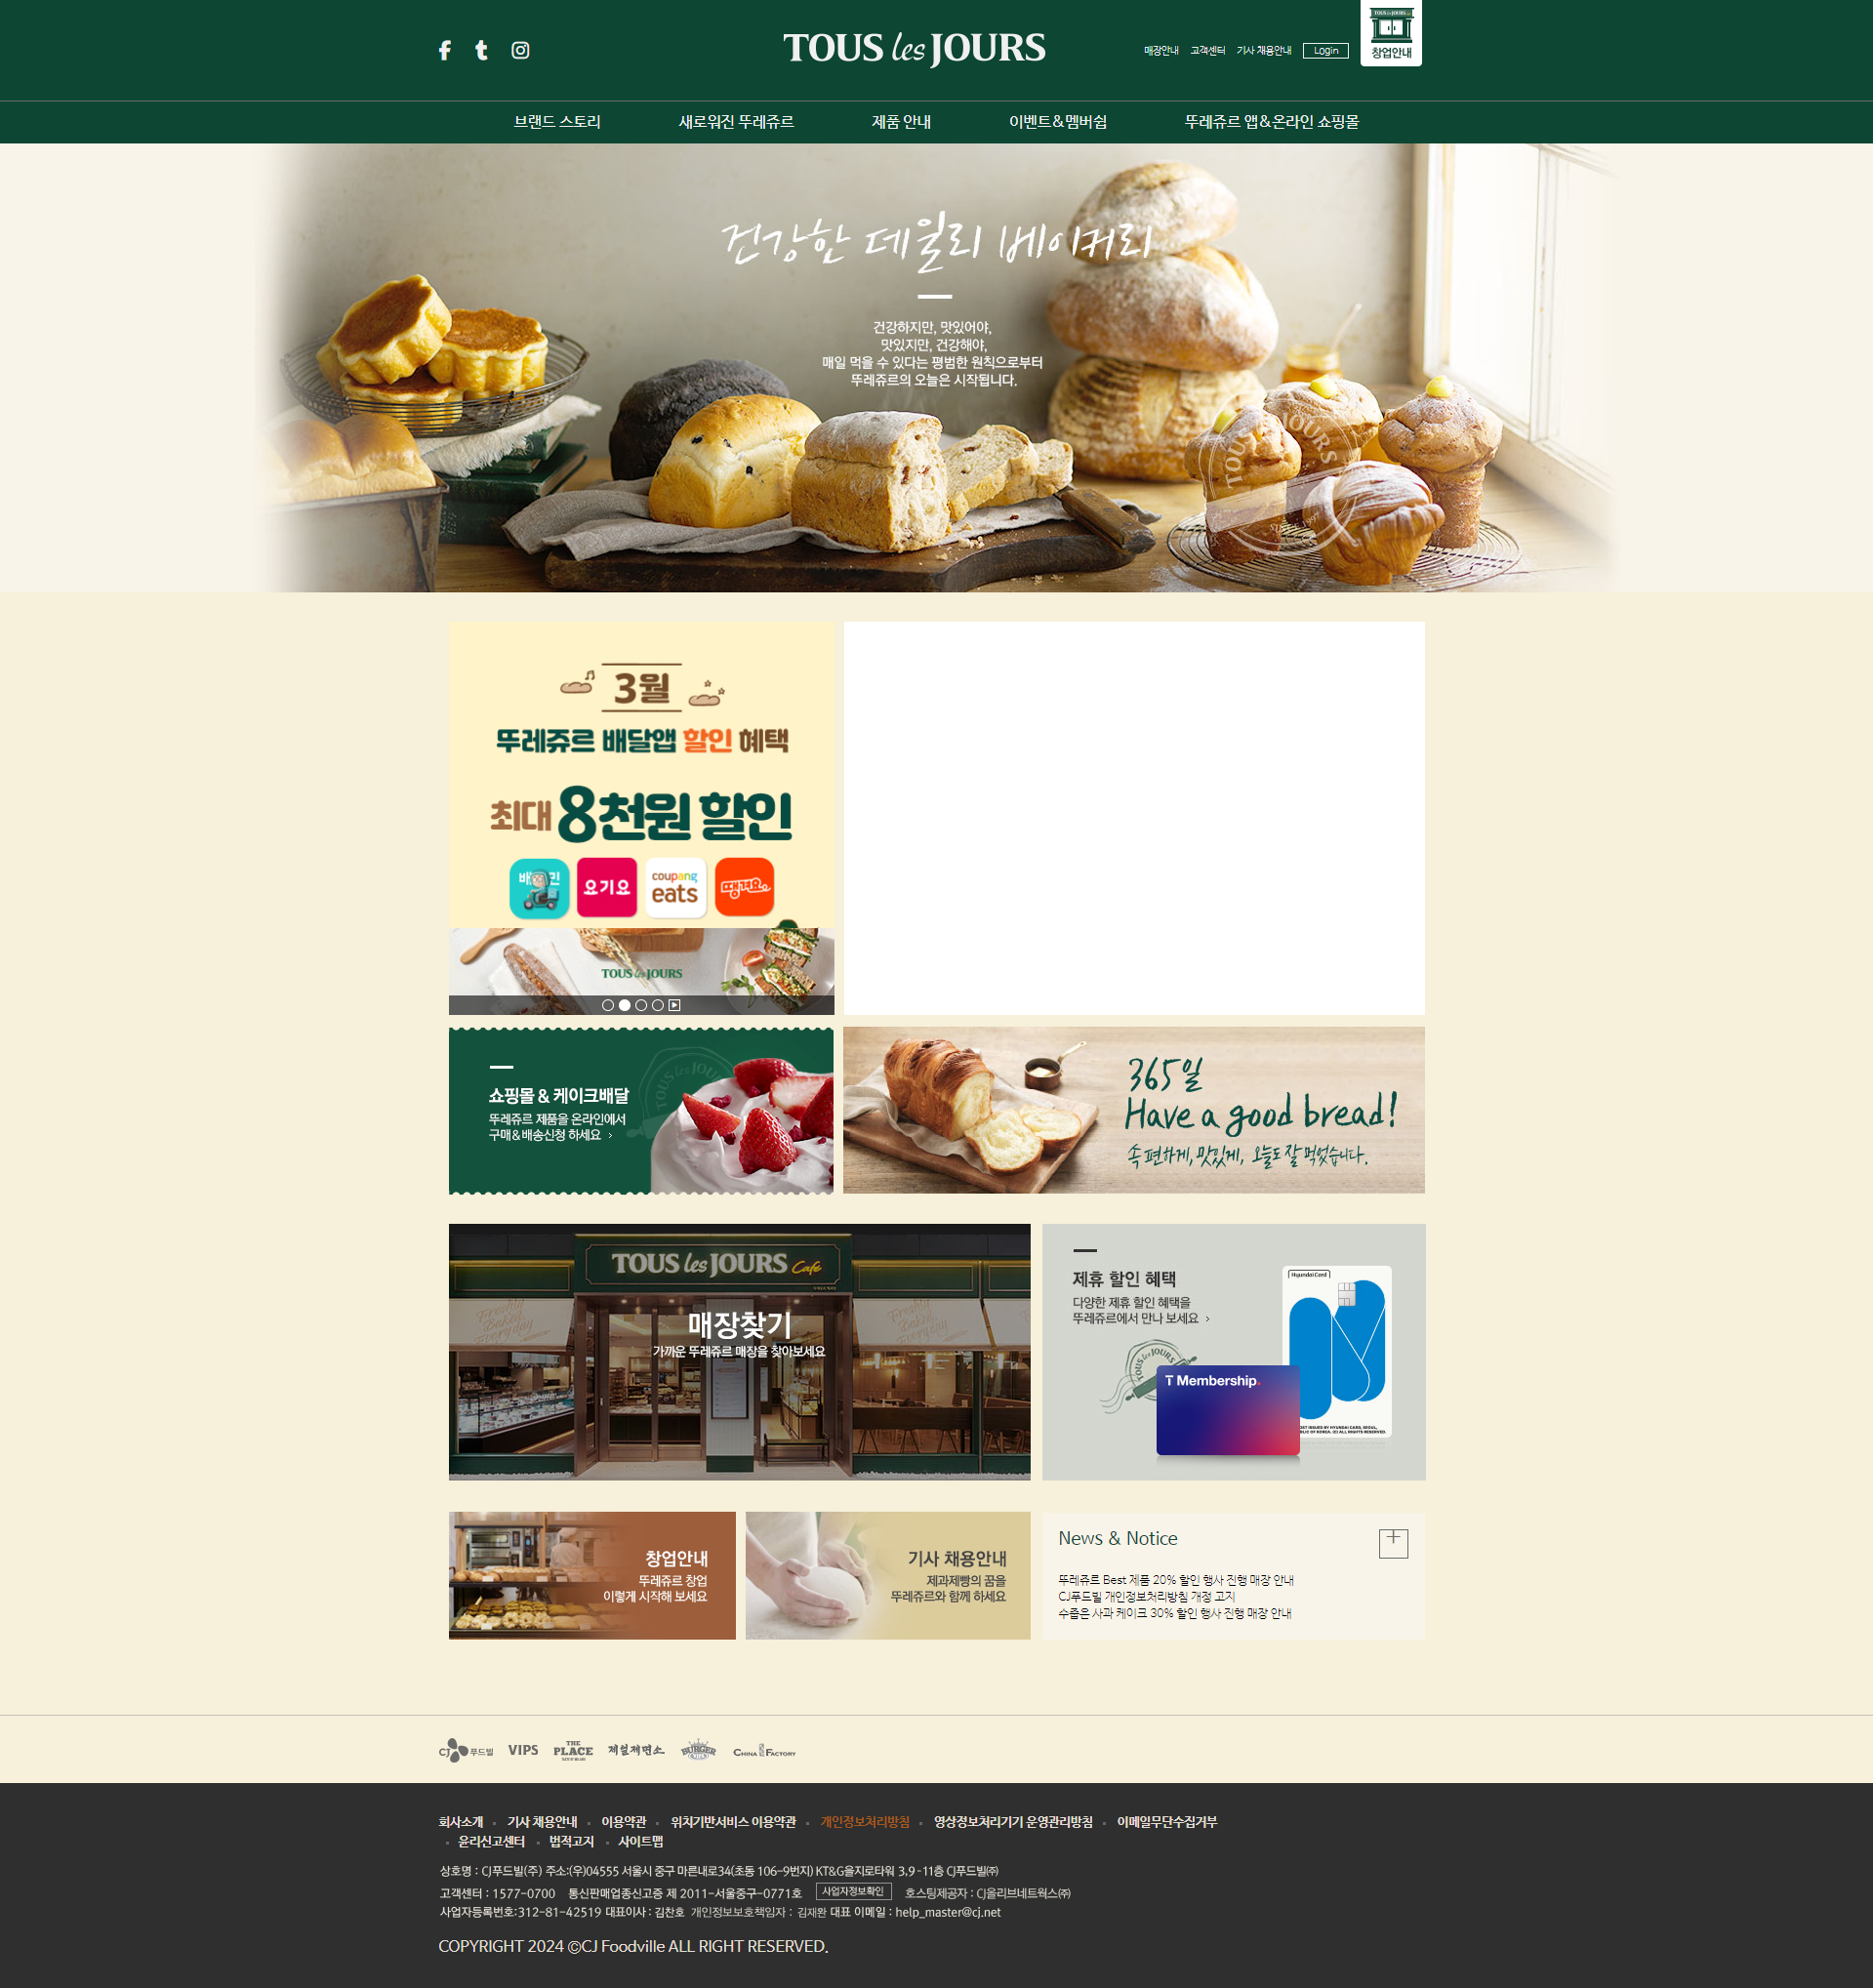 TOUS les JOURS
매장안내 고객센터 기사 채용안내 Login
TOUS les JOURS
창업안내
브랜드 스토리 새로워진 뚜레쥬르 제품 안내 이벤트&멤버쉽 뚜레쥬르 앱&온라인 쇼핑몰
건강한 데일리 베이커리
건강하지만, 맛있어야,
맛있지만, 건강해야,
매일 먹을 수 있다는 평범한 원칙으로부터
뚜레쥬르의 오늘은 시작됩니다.
3월
뚜레쥬르 배달앱 할인 혜택
최대 8천원 할인
요기요
coupang
eats
땡겨요
TOUS les JOURS
쇼핑몰 & 케이크배달
뚜레쥬르 제품을 온라인에서
구매&배송신청 하세요 >
TOUS les JOURS
365일
Have a good bread!
속 편하게, 맛있게, 오늘도 잘 먹었습니다.
TOUS les JOURS Café
Freshly Baked Everyday
매장찾기
가까운 뚜레쥬르 매장을 찾아보세요
제휴 할인 혜택
다양한 제휴 할인 혜택을
뚜레쥬르에서 만나 보세요 >
Hyundai Card
TOUS les JOURS
T Membership.
창업안내
뚜레쥬르 창업
이렇게 시작해 보세요
기사 채용안내
제과제빵의 꿈을
뚜레쥬르와 함께 하세요
News & Notice
뚜레쥬르 Best 제품 20% 할인 행사 진행 매장 안내
CJ푸드빌 개인정보처리방침 개정 고지
수줍은 사과 케이크 30% 할인 행사 진행 매장 안내
CJ 푸드빌 VIPS THE PLACE 제일제면소 BURGER CHINA FACTORY
회사소개 기사 채용안내 이용약관 위치기반서비스 이용약관 개인정보처리방침 영상정보처리기기 운영관리방침 이메일무단수집거부
윤리신고센터 법적고지 사이트맵
상호명 : CJ푸드빌(주) 주소:(우)04555 서울시 중구 마른내로34(초동 106-9번지) KT&G을지로타워 3,9-11층 CJ푸드빌㈜
고객센터 : 1577-0700 통신판매업종신고증 제 2011-서울중구-0771호 사업자정보확인 호스팅제공자 : CJ올리브네트웍스㈜
사업자등록번호:312-81-42519 대표이사 : 김찬호 개인정보보호책임자 : 김재완 대표 이메일 : help_master@cj.net
COPYRIGHT 2024 ©CJ Foodville ALL RIGHT RESERVED.